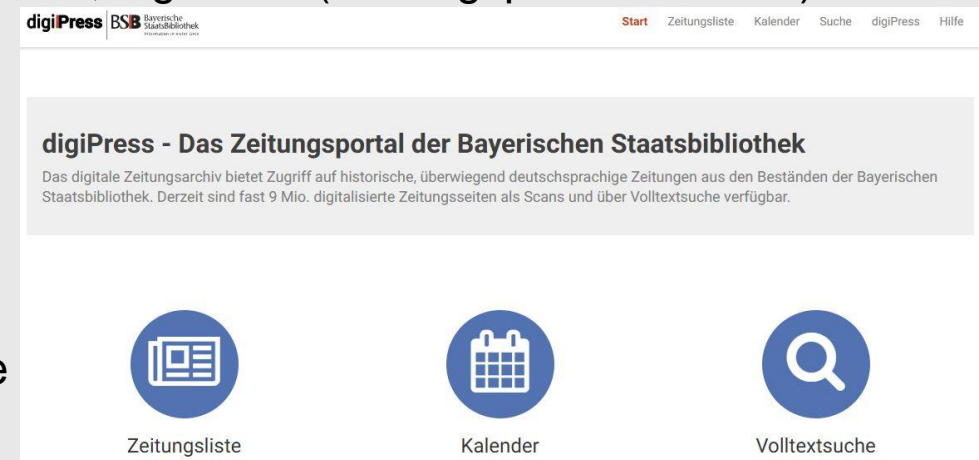 digiPress BSB Bayerische StaatsBibliothek
Start Zeitungsliste Kalender Suche digiPress Hilfe
digiPress - Das Zeitungsportal der Bayerischen Staatsbibliothek
Das digitale Zeitungsarchiv bietet Zugriff auf historische, überwiegend deutschsprachige Zeitungen aus den Beständen der Bayerischen
Staatsbibliothek. Derzeit sind fast 9 Mio. digitalisierte Zeitungsseiten als Scans und über Volltextsuche verfügbar.
e
Zeitungsliste Kalender Volltextsuche